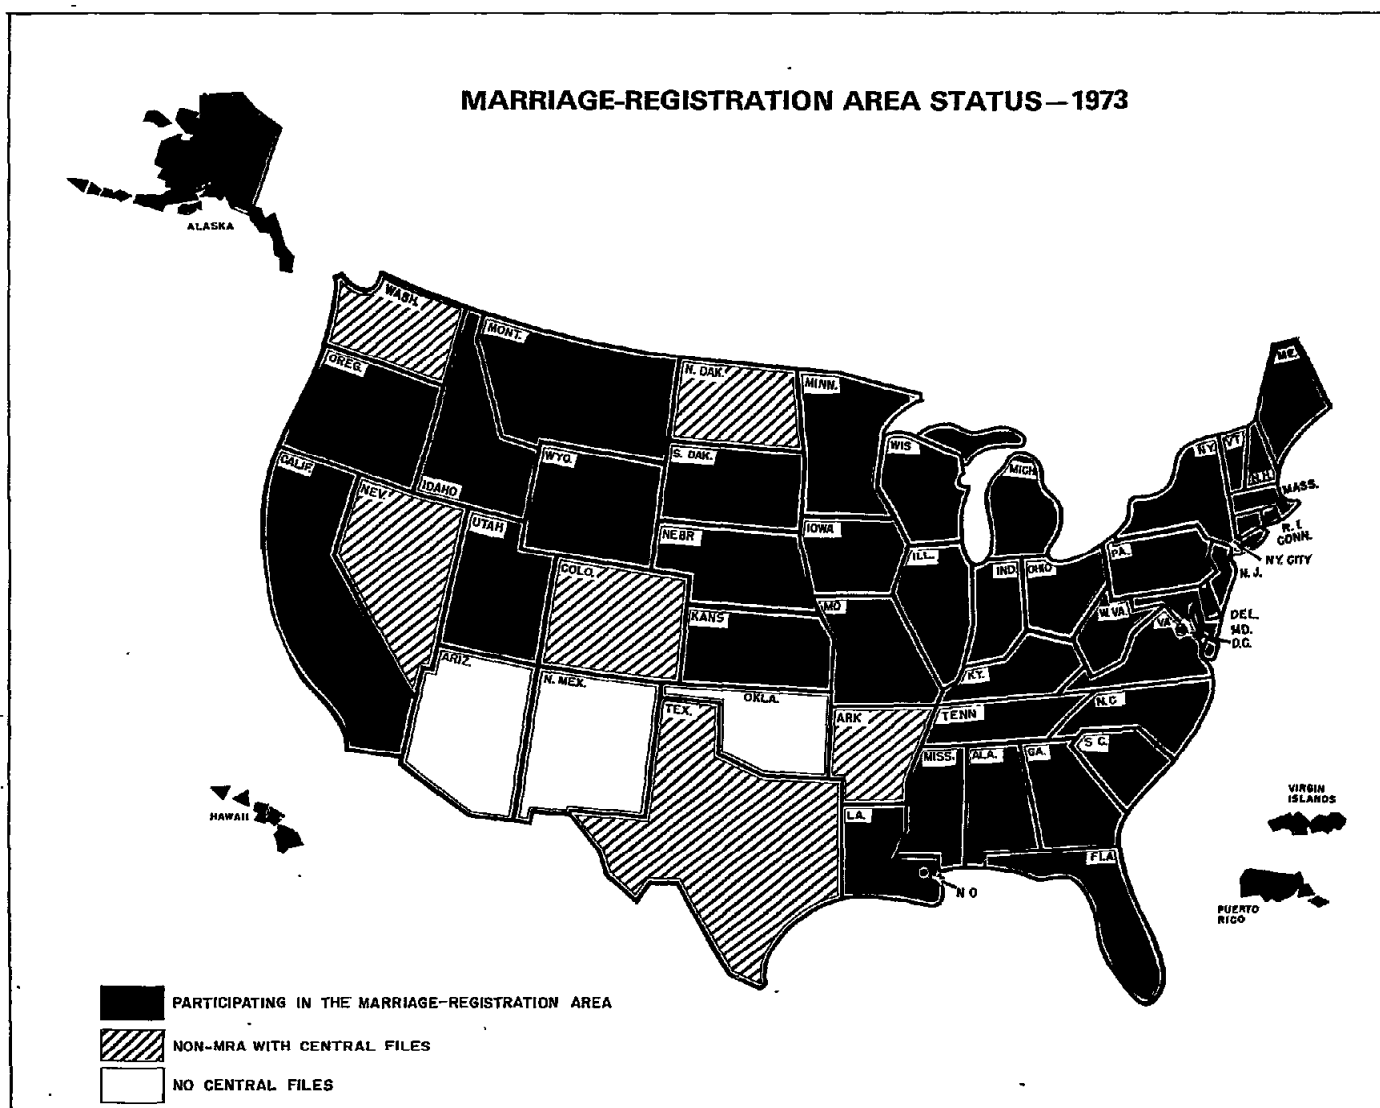 MARRIAGE-REGISTRATION AREA STATUS—1973
ALASKA
WASH.
MONT.
N. DAK.
MINN.
ME.
OREG.
WIS
MICH
N.Y.
VT.
N.H.
MASS.
CALIF.
NEV.
IDAHO
WYO.
S. DAK.
UTAH
NEBR
IOWA
ILL.
IND.
OHIO
PA.
R. I.
CONN.
N.Y. CITY
N. J.
COLO.
KANS
MO
W.VA.
VA.
DEL.
MD.
D.C.
ARIZ.
N. MEX.
OKLA.
TEX.
ARK
KY.
TENN
N.C.
S C.
MISS.
ALA.
GA.
LA.
FLA
N O
HAWAII
VIRGIN
ISLANDS
PUERTO
RICO
PARTICIPATING IN THE MARRIAGE-REGISTRATION AREA
NON-MRA WITH CENTRAL FILES
NO CENTRAL FILES